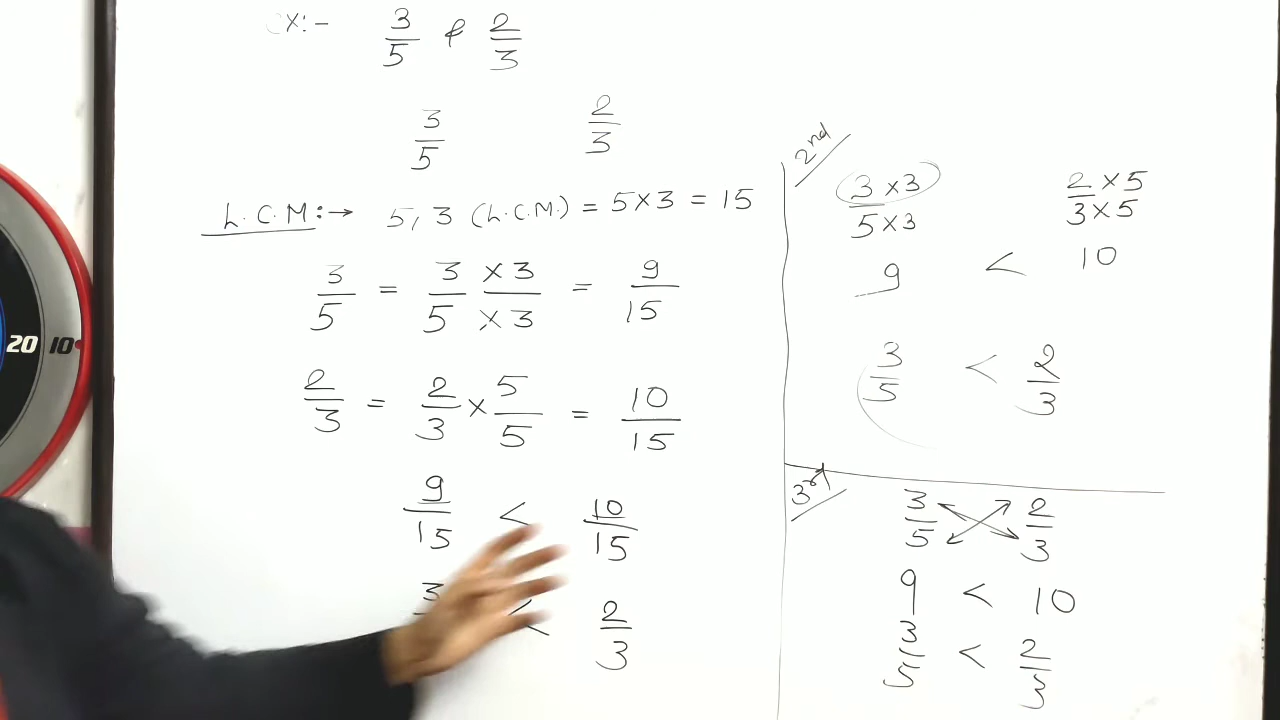 x:- 3/5 & 2/3
3/5 2/3
L.C.M:→ 5,3 (L.C.M.) = 5×3 = 15
3/5 = 3/5 ×3/×3 = 9/15
2/3 = 2/3 × 5/5 = 10/15
9/15 < 10/15
3 < 2/3
2nd
3×3/5×3 2×5/3×5
9 < 10
3/5 < 2/3
3rd
3/5 2/3
9 < 10
3/5 < 2/3
20 10